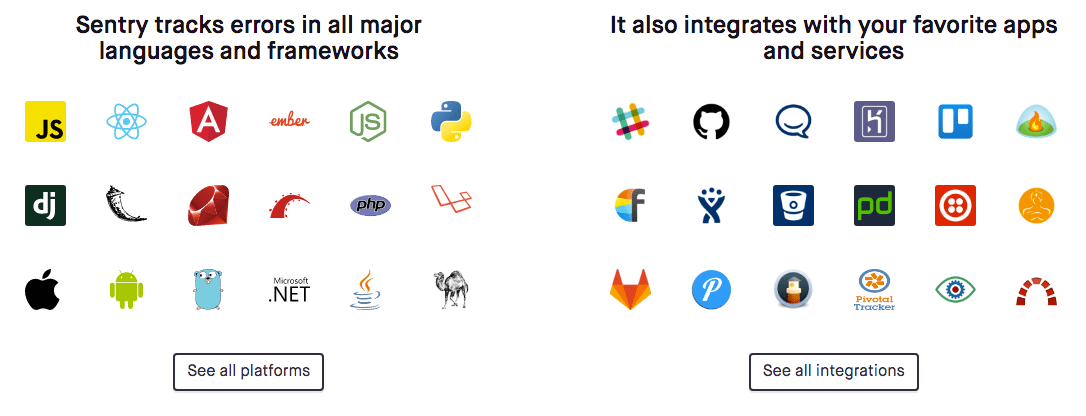 Sentry tracks errors in all major
languages and frameworks
JS
ember
JS
dj
php
Microsoft
.NET
See all platforms
It also integrates with your favorite apps
and services
f
pd
P
Pivotal
Tracker
See all integrations